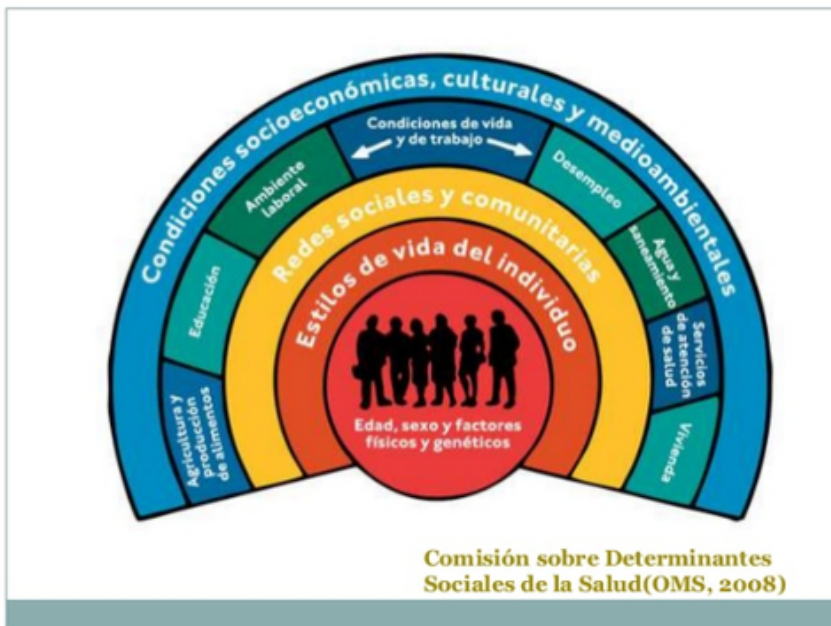 Condiciones socioeconómicas, culturales y medioambientales
Condiciones de vida
y de trabajo
Agricultura y
producción
de alimentos
Educación
Ambiente
laboral
Desempleo
Agua y
saneamiento
Servicios
de atención
de salud
Vivienda
Redes sociales y comunitarias
Estilos de vida del individuo
Edad, sexo y factores
físicos y genéticos
Comisión sobre Determinantes
Sociales de la Salud(OMS, 2008)